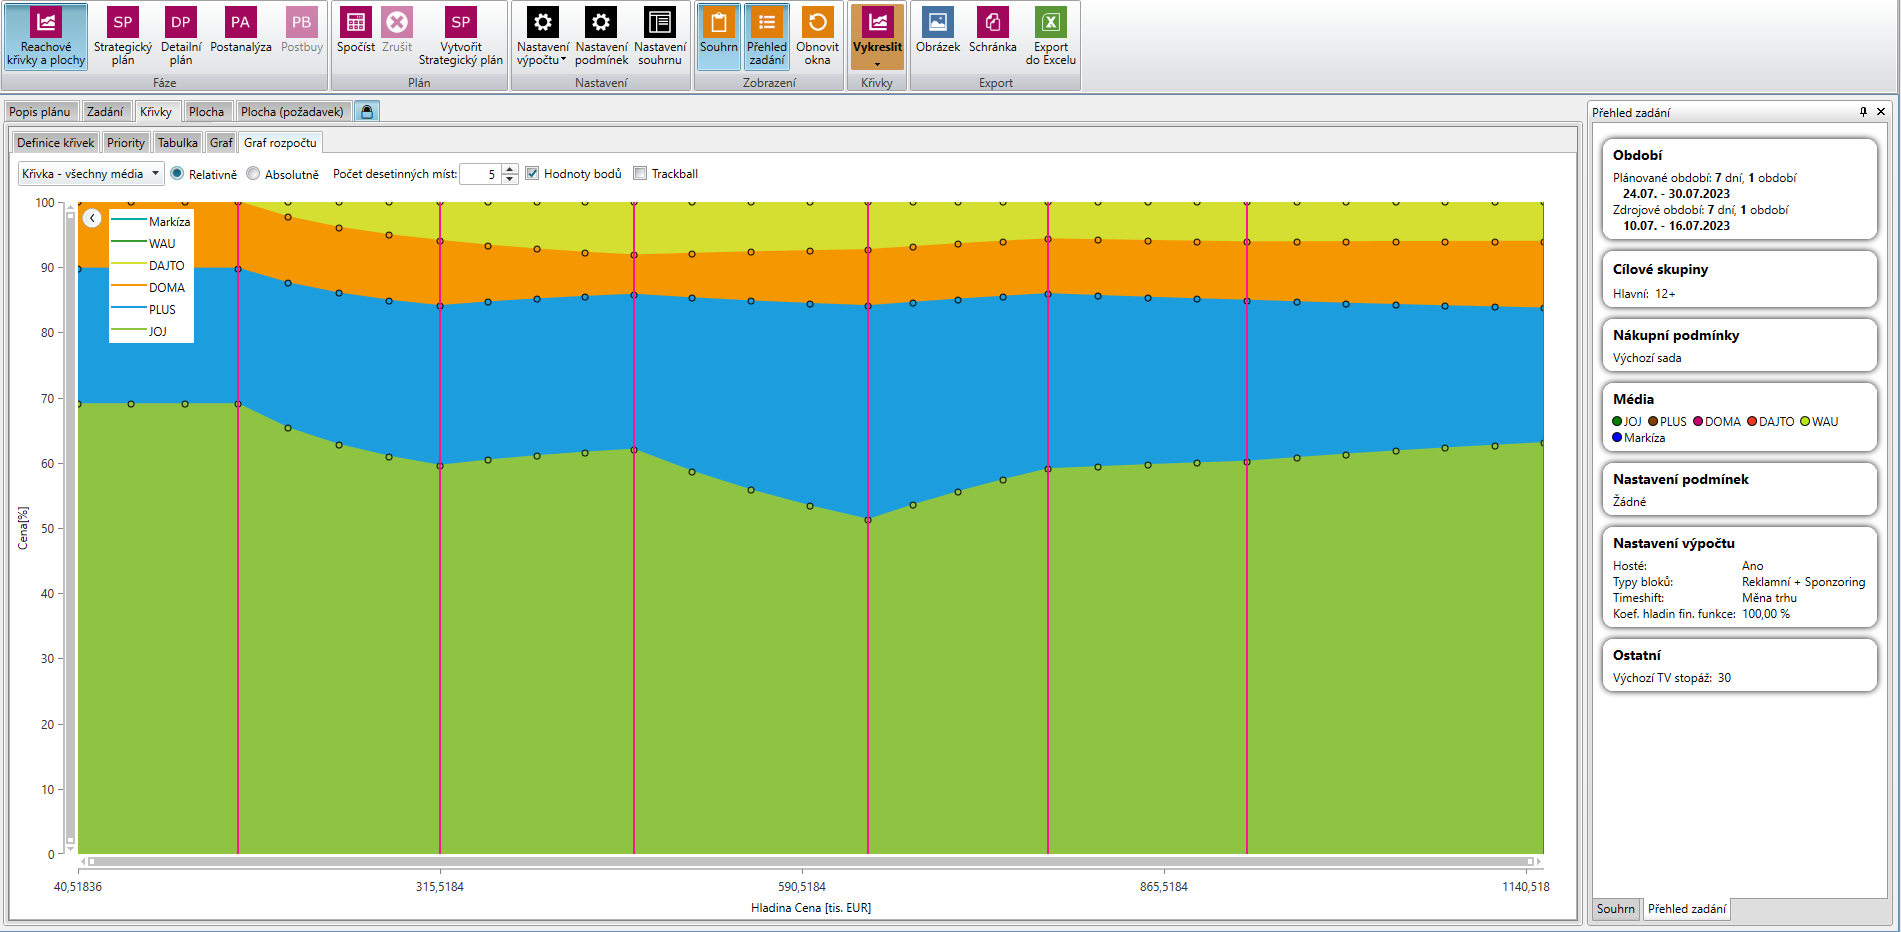 SP DP PA PB SP
Reachové křivky a plochy
Strategický plán
Detailní plán
Postanalýza
Postbuy
Spočíst
Zrušit
Vytvořit Strategický plán
Nastavení výpočtu
Nastavení podmínek
Nastavení souhrnu
Souhrn
Přehled zadání
Obnovit okna
Vykreslit
Obrázek
Schránka
Export do Excelu
Fáze
Plán
Nastavení
Zobrazení
Křivky
Export
Popis plánu
Zadání
Křivky
Plocha
Plocha (požadavek)
Definice křivek
Priority
Tabulka
Graf
Graf rozpočtu
Křivka - všechny média
Relativně
Absolutně
Počet desetinných míst: 5
Hodnoty bodů
Trackball
Markíza
WAU
DAJTO
DOMA
PLUS
JOJ
100
90
80
70
60
50
40
30
20
10
0
Cena[%]
40,51836
315,5184
590,5184
865,5184
1140,518
Hladina Cena [tis. EUR]
Přehled zadání
Období
Plánované období: 7 dní, 1 období
24.07. - 30.07.2023
Zdrojové období: 7 dní, 1 období
10.07. - 16.07.2023
Cílové skupiny
Hlavní: 12+
Nákupní podmínky
Výchozí sada
Média
JOJ PLUS DOMA DAJTO WAU
Markíza
Nastavení podmínek
Žádné
Nastavení výpočtu
Hosté: Ano
Typy bloků: Reklamní + Sponzoring
Timeshift: Měna trhu
Koef. hladin fin. funkce: 100,00 %
Ostatní
Výchozí TV stopáž: 30
Souhrn
Přehled zadání